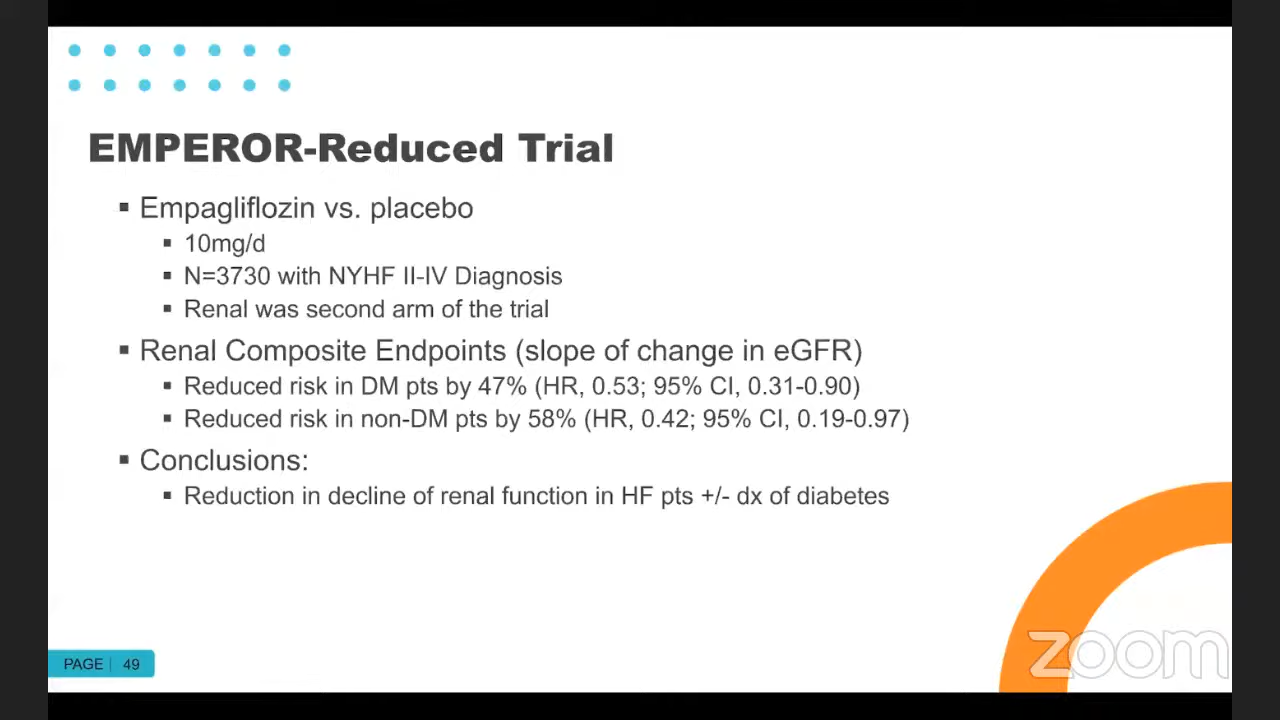 EMPEROR-Reduced Trial
▪ Empagliflozin vs. placebo
▪ 10mg/d
▪ N=3730 with NYHF II-IV Diagnosis
▪ Renal was second arm of the trial
▪ Renal Composite Endpoints (slope of change in eGFR)
▪ Reduced risk in DM pts by 47% (HR, 0.53; 95% CI, 0.31-0.90)
▪ Reduced risk in non-DM pts by 58% (HR, 0.42; 95% CI, 0.19-0.97)
▪ Conclusions:
▪ Reduction in decline of renal function in HF pts +/- dx of diabetes
PAGE | 49
zoom